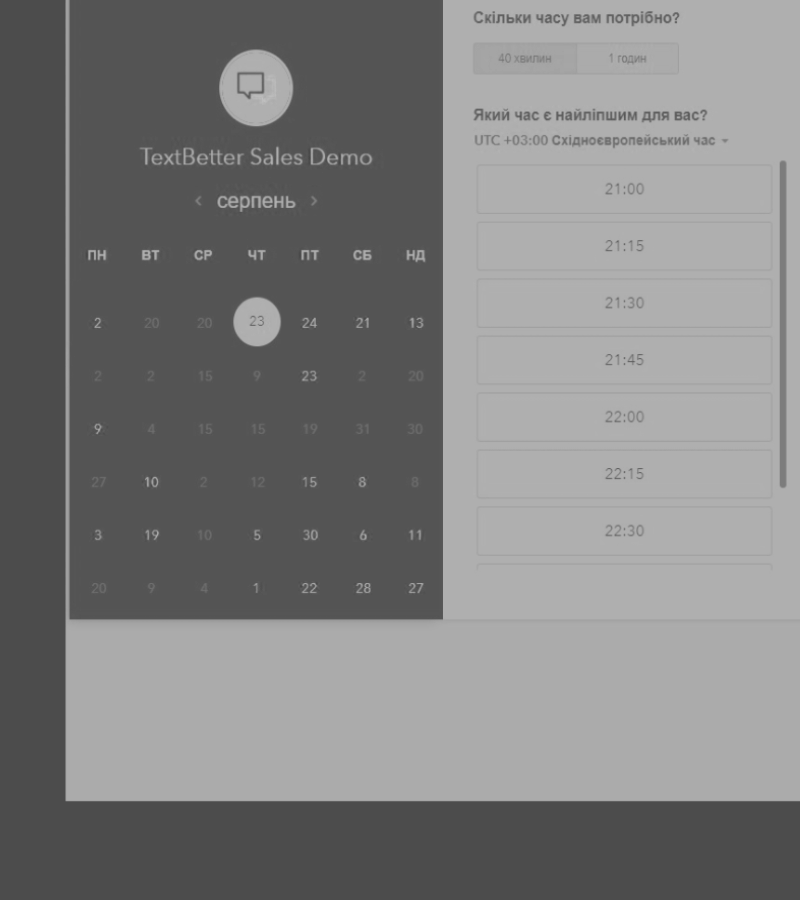 TextBetter Sales Demo
серпень
ПН ВТ СР ЧТ ПТ СБ НД
2 20 20 23 24 21 13
2 2 15 9 23 2 20
9 4 15 15 19 31 30
27 10 2 12 15 8 8
3 19 10 5 30 6 11
20 9 4 1 22 28 27
Скільки часу вам потрібно?
40 хвилин 1 годин
Який час є найліпшим для вас?
UTC +03:00 Східноєвропейський час
21:00
21:15
21:30
21:45
22:00
22:15
22:30